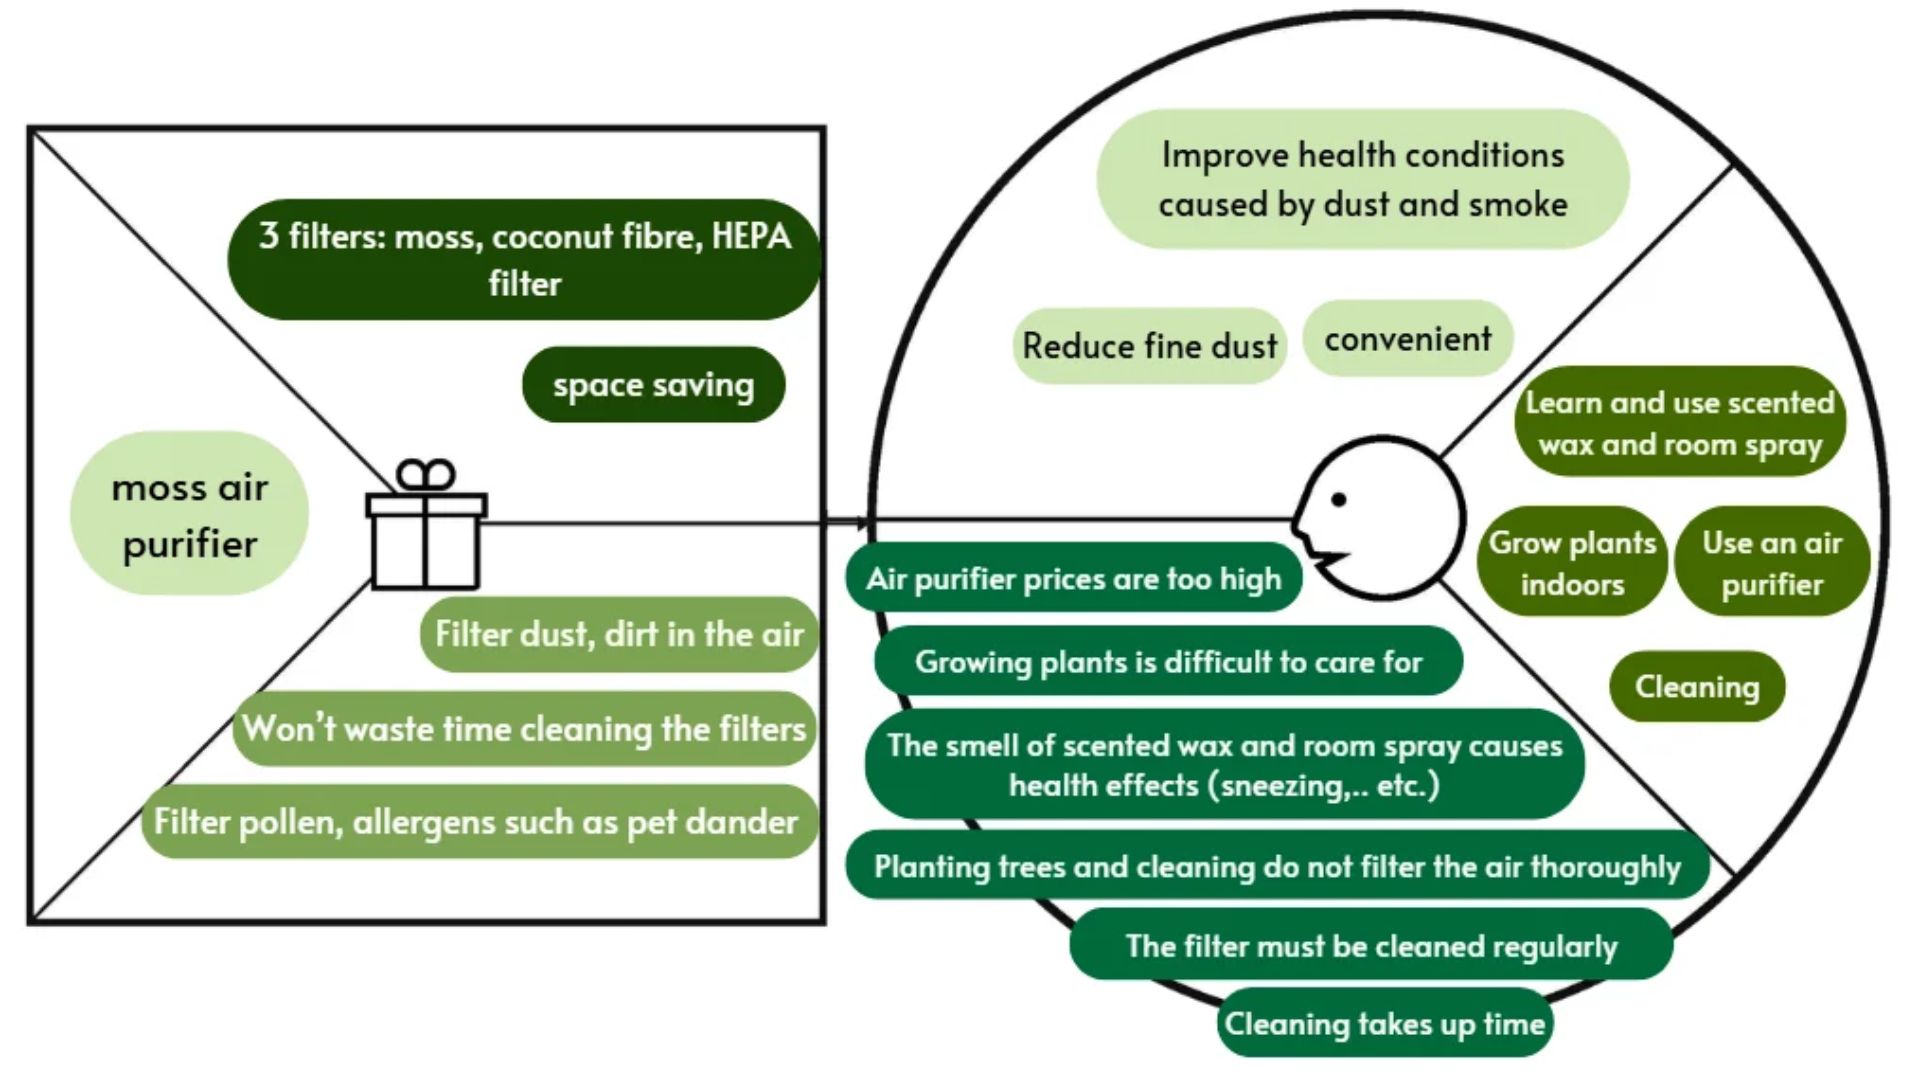 3 filters: moss, coconut fibre, HEPA
filter
space saving
moss air
purifier
Filter dust, dirt in the air
Won't waste time cleaning the filters
Filter pollen, allergens such as pet dander
Improve health conditions
caused by dust and smoke
Reduce fine dust
convenient
Learn and use scented
wax and room spray
Grow plants
indoors
Use an air
purifier
Cleaning
Air purifier prices are too high
Growing plants is difficult to care for
The smell of scented wax and room spray causes
health effects (sneezing,.. etc.)
Planting trees and cleaning do not filter the air thoroughly
The filter must be cleaned regularly
Cleaning takes up time